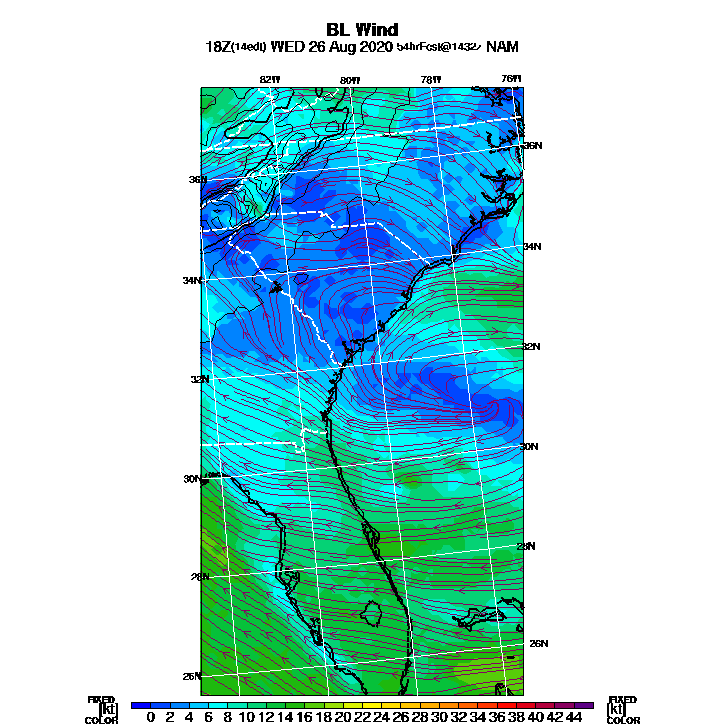 BL Wind
18Z(14edt) WED 26 Aug 2020 54hrFcst@1432z NAM
82W 80W 78W 76W
36N
36N
34N
34N
32N
32N
30N
30N
28N
28N
26N
26N
FIXED FIXED
[kt] 0 2 4 6 8 10 12 14 16 18 20 22 24 26 28 30 32 34 36 38 40 42 44 [kt]
COLOR COLOR